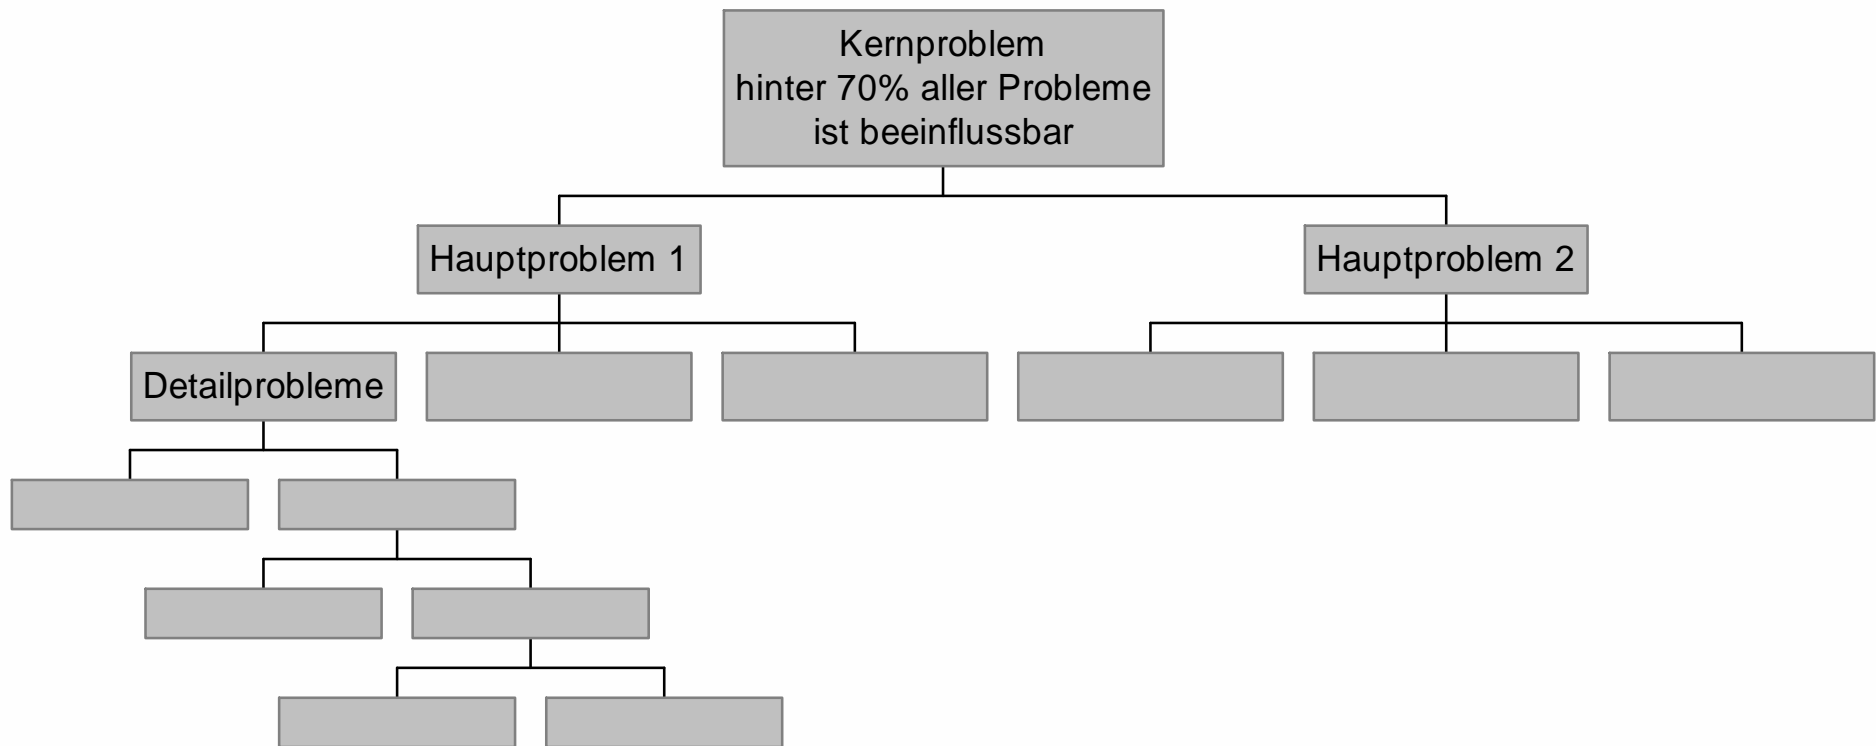 Kernproblem
hinter 70% aller Probleme
ist beeinflussbar
Hauptproblem 1
Hauptproblem 2
Detailprobleme